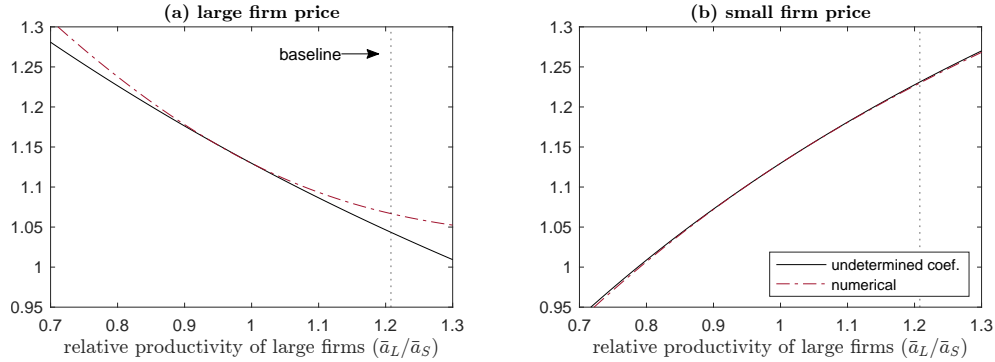 (a) large firm price
1.3
1.25
1.2
1.15
1.1
1.05
1
0.95
baseline
0.7 0.8 0.9 1 1.1 1.2 1.3
relative productivity of large firms (ā_L/ā_S)
(b) small firm price
1.3
1.25
1.2
1.15
1.1
1.05
1
0.95
undetermined coef.
numerical
0.7 0.8 0.9 1 1.1 1.2 1.3
relative productivity of large firms (ā_L/ā_S)